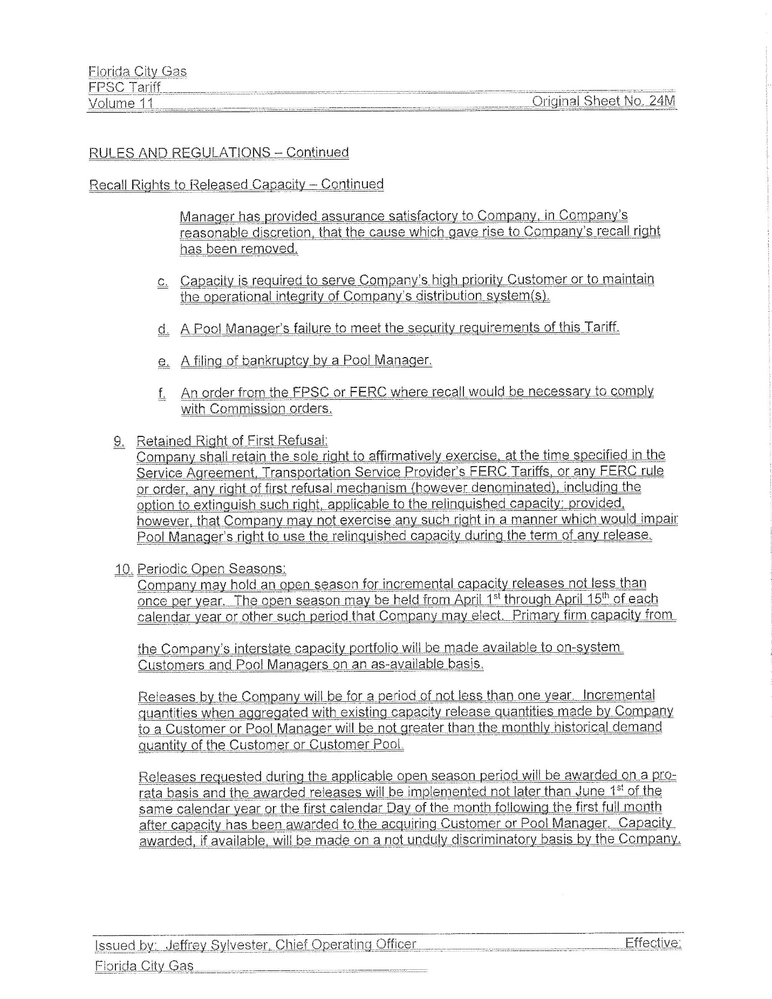 Florida City Gas
FPSC Tariff
Volume 11 Original Sheet No. 24M
RULES AND REGULATIONS – Continued
Recall Rights to Released Capacity – Continued
Manager has provided assurance satisfactory to Company, in Company's
reasonable discretion, that the cause which gave rise to Company's recall right
has been removed.
c. Capacity is required to serve Company's high priority Customer or to maintain
the operational integrity of Company's distribution system(s).
d. A Pool Manager's failure to meet the security requirements of this Tariff.
e. A filing of bankruptcy by a Pool Manager.
f. An order from the FPSC or FERC where recall would be necessary to comply
with Commission orders.
9. Retained Right of First Refusal:
Company shall retain the sole right to affirmatively exercise, at the time specified in the
Service Agreement, Transportation Service Provider's FERC Tariffs, or any FERC rule
or order, any right of first refusal mechanism (however denominated), including the
option to extinguish such right, applicable to the relinquished capacity; provided,
however, that Company may not exercise any such right in a manner which would impair
Pool Manager's right to use the relinquished capacity during the term of any release.
10. Periodic Open Seasons:
Company may hold an open season for incremental capacity releases not less than
once per year. The open season may be held from April 1st through April 15th of each
calendar year or other such period that Company may elect. Primary firm capacity from
the Company's interstate capacity portfolio will be made available to on-system
Customers and Pool Managers on an as-available basis.
Releases by the Company will be for a period of not less than one year. Incremental
quantities when aggregated with existing capacity release quantities made by Company
to a Customer or Pool Manager will be not greater than the monthly historical demand
quantity of the Customer or Customer Pool.
Releases requested during the applicable open season period will be awarded on a pro-
rata basis and the awarded releases will be implemented not later than June 1st of the
same calendar year or the first calendar Day of the month following the first full month
after capacity has been awarded to the acquiring Customer or Pool Manager. Capacity
awarded, if available, will be made on a not unduly discriminatory basis by the Company.
Issued by: Jeffrey Sylvester, Chief Operating Officer Effective:
Florida City Gas